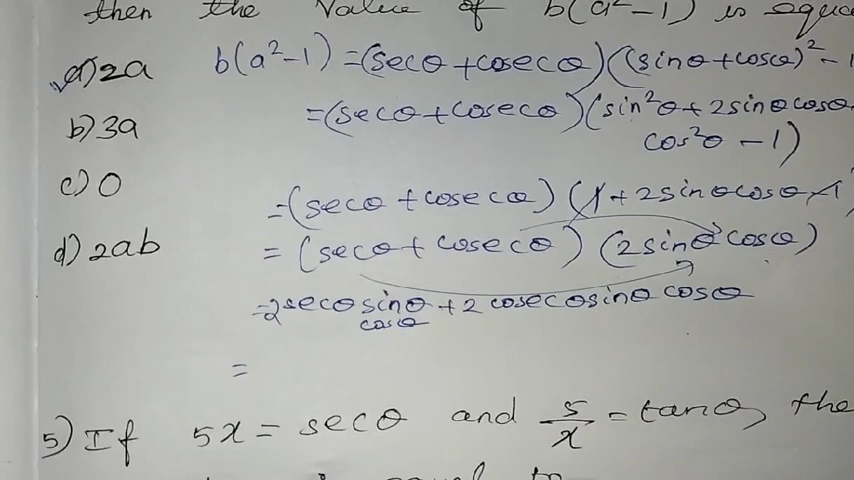 then the value of b(a²-1) is equa
a) 2a b(a²-1) = (secθ + cosecθ)((sinθ + cosθ)² - 1
= (secθ + cosecθ)(sin²θ + 2sinθcosθ
b) 3a cos²θ - 1)
c) 0 = (secθ + cosecθ) (1 + 2sinθcosθ - 1)
d) 2ab = (secθ + cosecθ) (2sinθ cosθ)
= 2secθ sinθ + 2 cosecθ sinθ cosθ
cosθ
=
5) If 5x = secθ and 5/x = tanθ, the